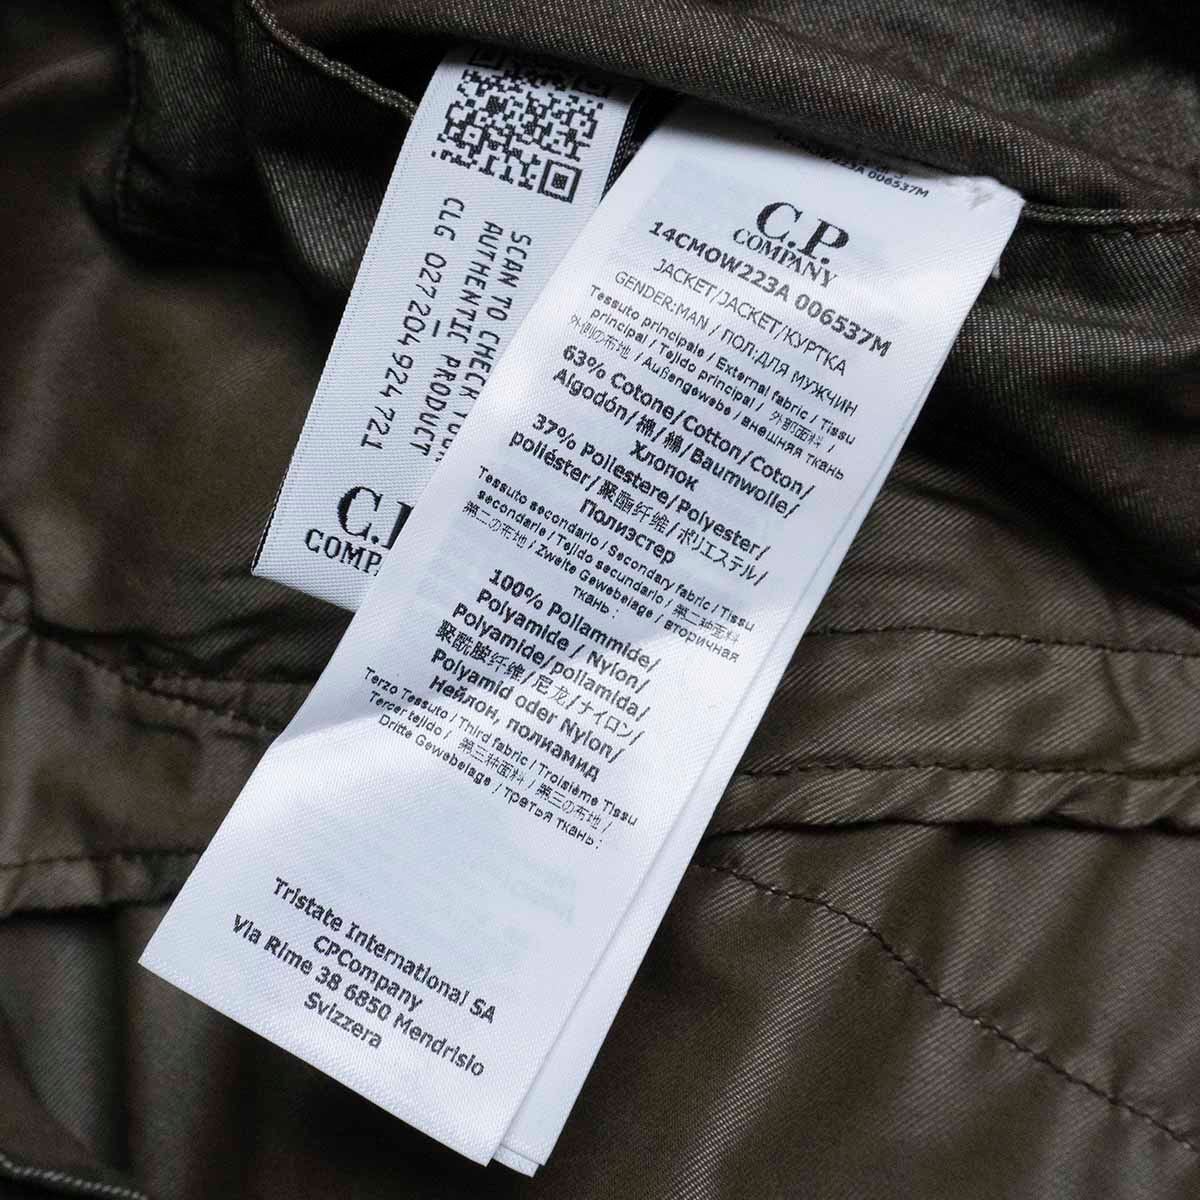 SCAN TO CHECK YOUR
AUTHENTIC PRODUCT
CLG 027 204 924 721
C.P.
COMPANY
006537M
C.P.
COMPANY
14CMOW223A 006537M
JACKET/JACKET/КУРТКА
GENDER:MAN / ПОЛ:ДЛЯ МУЖЧИН
Tessuto principale / External fabric / Tissu
principal / Tejido principal / 外部面料 /
外側の布地 / Außengewebe / внешняя ткань
63% Cotone/Cotton/Coton/
Algodón/棉/綿/Baumwolle/
Хлопок
37% Poliestere/Polyester/
poliéster/聚酯纤维/ポリエステル/
Полиэстер
Tessuto secondario / Secondary fabric / Tissu
secondarie / Tejido secundario / 第二种面料 /
第二の布地 / Zweite Gewebelage / вторичная
ткань :
100% Poliammide/
Polyamide / Nylon/
Polyamide/poliamida/
聚酰胺纤维/尼龙/ナイロン/
Polyamid oder Nylon/
Нейлон, полиамид
Terzo Tessuto / Third fabric / Troisième Tissu
Tercer tejido / 第三种面料 / 第三の布地 /
Dritte Gewebelage / третья ткань :
Tristate International SA
CPCompany
Via Rime 38 6850 Mendrisio
Svizzera